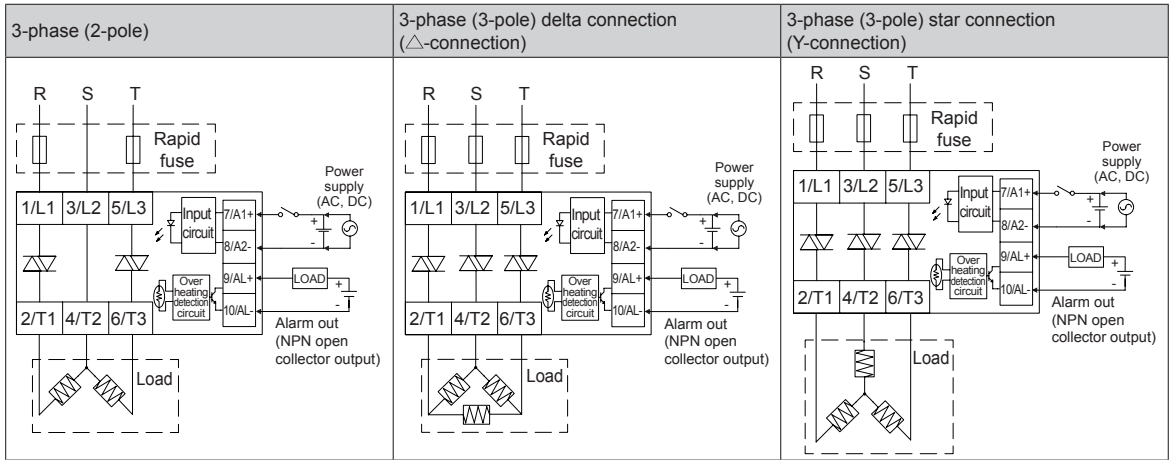 3-phase (2-pole)
3-phase (3-pole) delta connection
(△-connection)
3-phase (3-pole) star connection
(Y-connection)
R S T
Rapid
fuse
Power
supply
(AC, DC)
1/L1 3/L2 5/L3
Input
circuit
7/A1+
+
-
8/A2-
9/AL+
LOAD
+
-
Over
heating
detection
circuit
10/AL-
2/T1 4/T2 6/T3
Alarm out
(NPN open
collector output)
Load
R S T
Rapid
fuse
Power
supply
(AC, DC)
1/L1 3/L2 5/L3
Input
circuit
7/A1+
+
-
8/A2-
9/AL+
LOAD
+
-
Over
heating
detection
circuit
10/AL-
2/T1 4/T2 6/T3
Alarm out
(NPN open
collector output)
Load
R S T
Rapid
fuse
Power
supply
(AC, DC)
1/L1 3/L2 5/L3
Input
circuit
7/A1+
+
-
8/A2-
9/AL+
LOAD
+
-
Over
heating
detection
circuit
10/AL-
2/T1 4/T2 6/T3
Alarm out
(NPN open
collector output)
Load